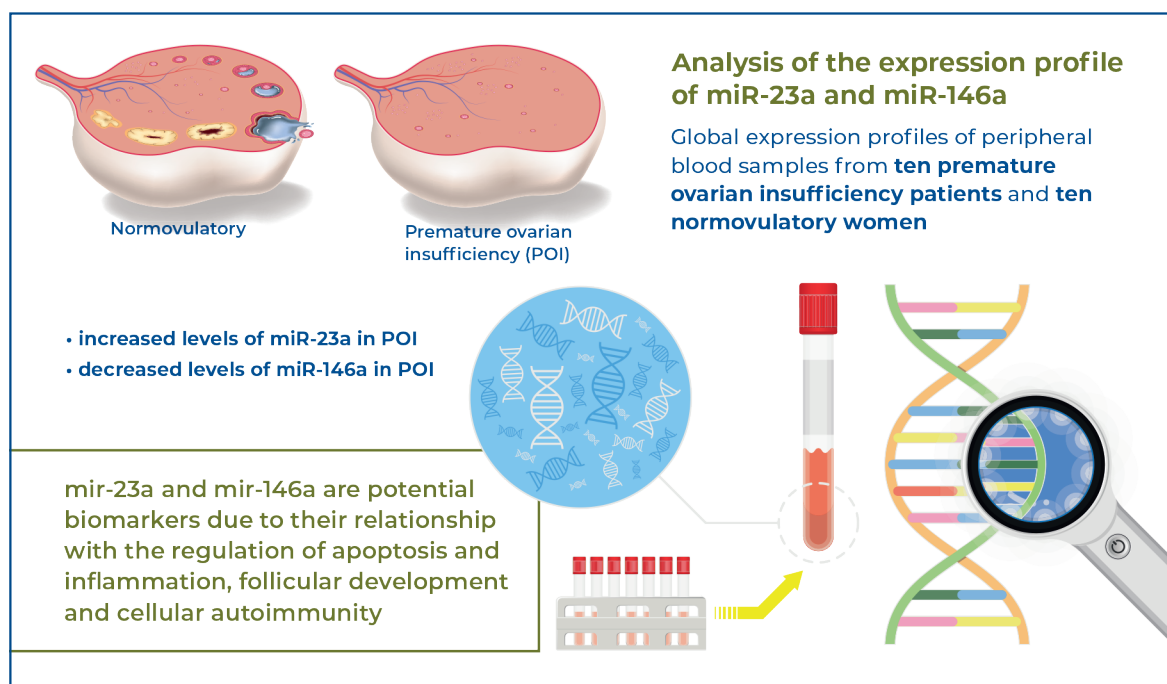 Analysis of the expression profile
of miR-23a and miR-146a
Global expression profiles of peripheral
blood samples from ten premature
ovarian insufficiency patients and ten
normovulatory women
Normovulatory
Premature ovarian
insufficiency (POI)
• increased levels of miR-23a in POI
• decreased levels of miR-146a in POI
mir-23a and mir-146a are potential
biomarkers due to their relationship
with the regulation of apoptosis and
inflammation, follicular development
and cellular autoimmunity